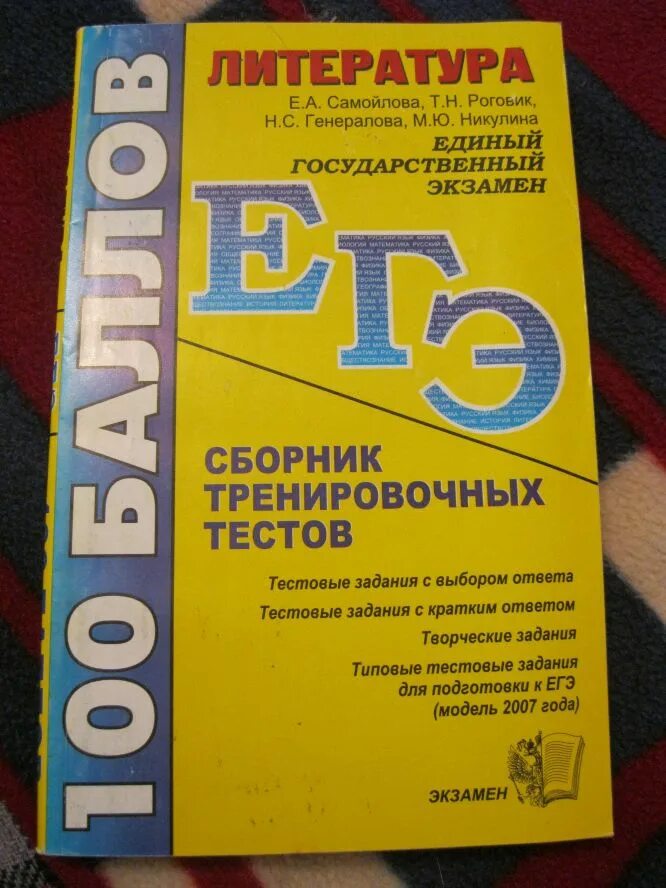 100 БАЛЛОВ
ЛИТЕРАТУРА
Е.А. Самойлова, Т.Н. Роговик,
Н.С. Генералова, М.Ю. Никулина
ЕДИНЫЙ
ГОСУДАРСТВЕННЫЙ
ЭКЗАМЕН
ЕГЭ
СБОРНИК
ТРЕНИРОВОЧНЫХ
ТЕСТОВ
Тестовые задания с выбором ответа
Тестовые задания с кратким ответом
Творческие задания
Типовые тестовые задания
для подготовки к ЕГЭ
(модель 2007 года)
ЭКЗАМЕН